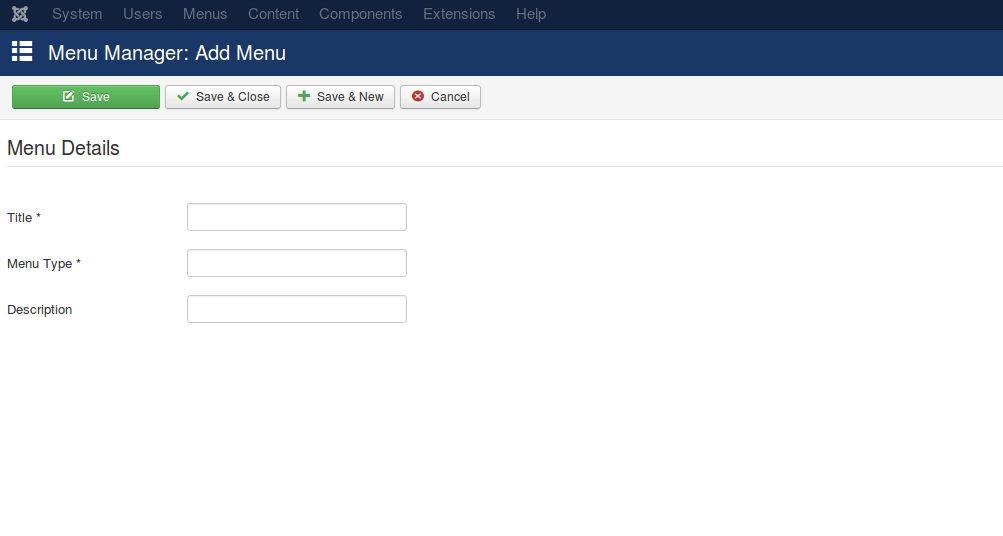 System Users Menus Content Components Extensions Help
Menu Manager: Add Menu
Save Save & Close Save & New Cancel
Menu Details
Title *
Menu Type *
Description